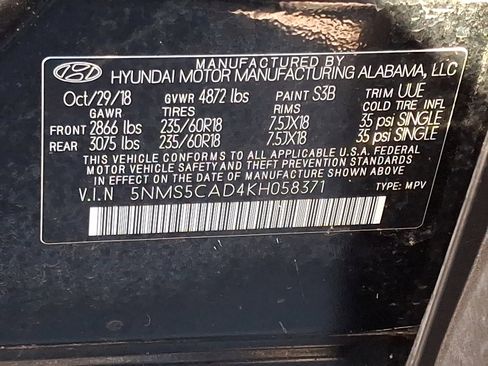 MANUFACTURED BY
HYUNDAI MOTOR MANUFACTURING ALABAMA, LLC
Oct/29/18 GVWR 4872 lbs PAINT S3B TRIM UUE
GAWR TIRES RIMS COLD TIRE INFL
FRONT 2866 lbs 235/60R18 7.5JX18 35 psi SINGLE
REAR 3075 lbs 235/60R18 7.5JX18 35 psi SINGLE
THIS VEHICLE CONFORMS TO ALL APPLICABLE U.S.A. FEDERAL
MOTOR VEHICLE SAFETY AND THEFT PREVENTION STANDARDS
IN EFFECT ON THE DATE OF MANUFACTURE SHOWN ABOVE
V.I.N 5NMS5CAD4KH058371 TYPE: MPV